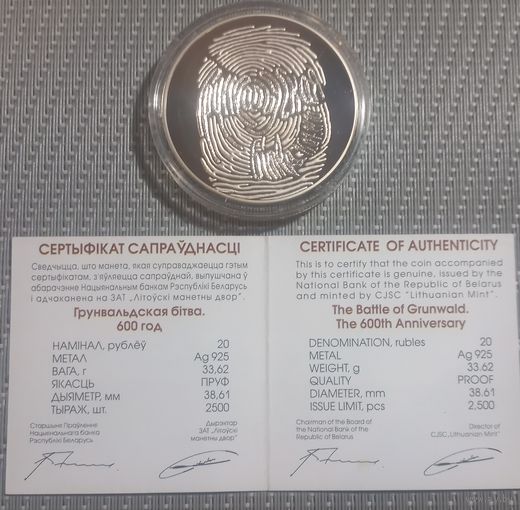 СЕРТЫФІКАТ САПРАЎДНАСЦІ
Сведчыцца, што манета, якая суправаджаецца гэтым
сертыфікатам, з'яўляецца сапраўднай, выпушчана ў
абарачэнне Нацыянальным банкам Рэспублікі Беларусь
і адчаканена на ЗАТ „Літоўскі манетны двор".
Грунвальдская бітва.
600 год
НАМІНАЛ, рублёў 20
МЕТАЛ Ag 925
ВАГА, г 33,62
ЯКАСЦЬ ПРУФ
ДЫЯМЕТР, мм 38,61
ТЫРАЖ, шт. 2500
Старшыня Праўлення
Нацыянальнага банка
Рэспублікі Беларусь
Дырэктар
ЗАТ „Літоўскі
манетны двор"
CERTIFICATE OF AUTHENTICITY
This is to certify that the coin accompanied
by this certificate is genuine, issued by the
National Bank of the Republic of Belarus
and minted by CJSC "Lithuanian Mint".
The Battle of Grunwald.
The 600th Anniversary
DENOMINATION, rubles 20
METAL Ag 925
WEIGHT, g 33.62
QUALITY PROOF
DIAMETER, mm 38.61
ISSUE LIMIT, pcs 2,500
Chairman of the Board of
the National Bank of the
Republic of Belarus
Director of
CJSC „Lithuanian Mint"